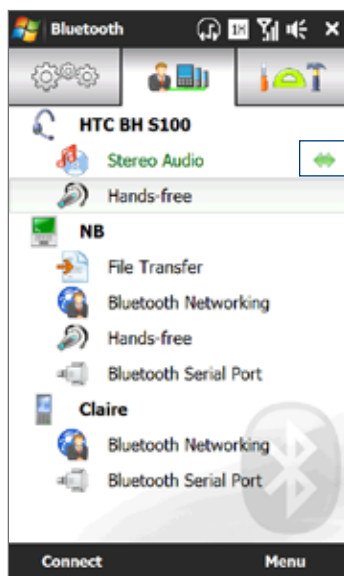 Bluetooth 1H
HTC BH S100
Stereo Audio
Hands-free
NB
File Transfer
Bluetooth Networking
Hands-free
Bluetooth Serial Port
Claire
Bluetooth Networking
Bluetooth Serial Port
Connect Menu